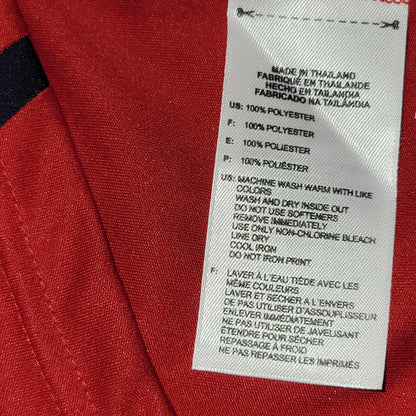 MADE IN THAILAND
FABRIQUÉ EN THAILANDE
HECHO EN TAILANDIA
FABRICADO NA TAILÂNDIA
US: 100% POLYESTER
F: 100% POLYESTER
E: 100% POLIESTER
P: 100% POLIÉSTER
US: MACHINE WASH WARM WITH LIKE
COLORS
WASH AND DRY INSIDE OUT
DO NOT USE SOFTENERS
REMOVE IMMEDIATELY
USE ONLY NON-CHLORINE BLEACH
LINE DRY
COOL IRON
DO NOT IRON PRINT
F: LAVER À L'EAU TIÈDE AVEC LES
MÊME COULEURS
LAVER ET SÉCHER A L'ENVERS
DE PAS UTILISER D'ASSOUPLISSEUR
ENLEVER IMMÉDIATEMENT
NE PAS UTILISER DE JAVELISANT
ÉTENDRE POUR SÉCHER
REPASSAGE À FROID
NE PAS REPASSER LES IMPRIMÉS